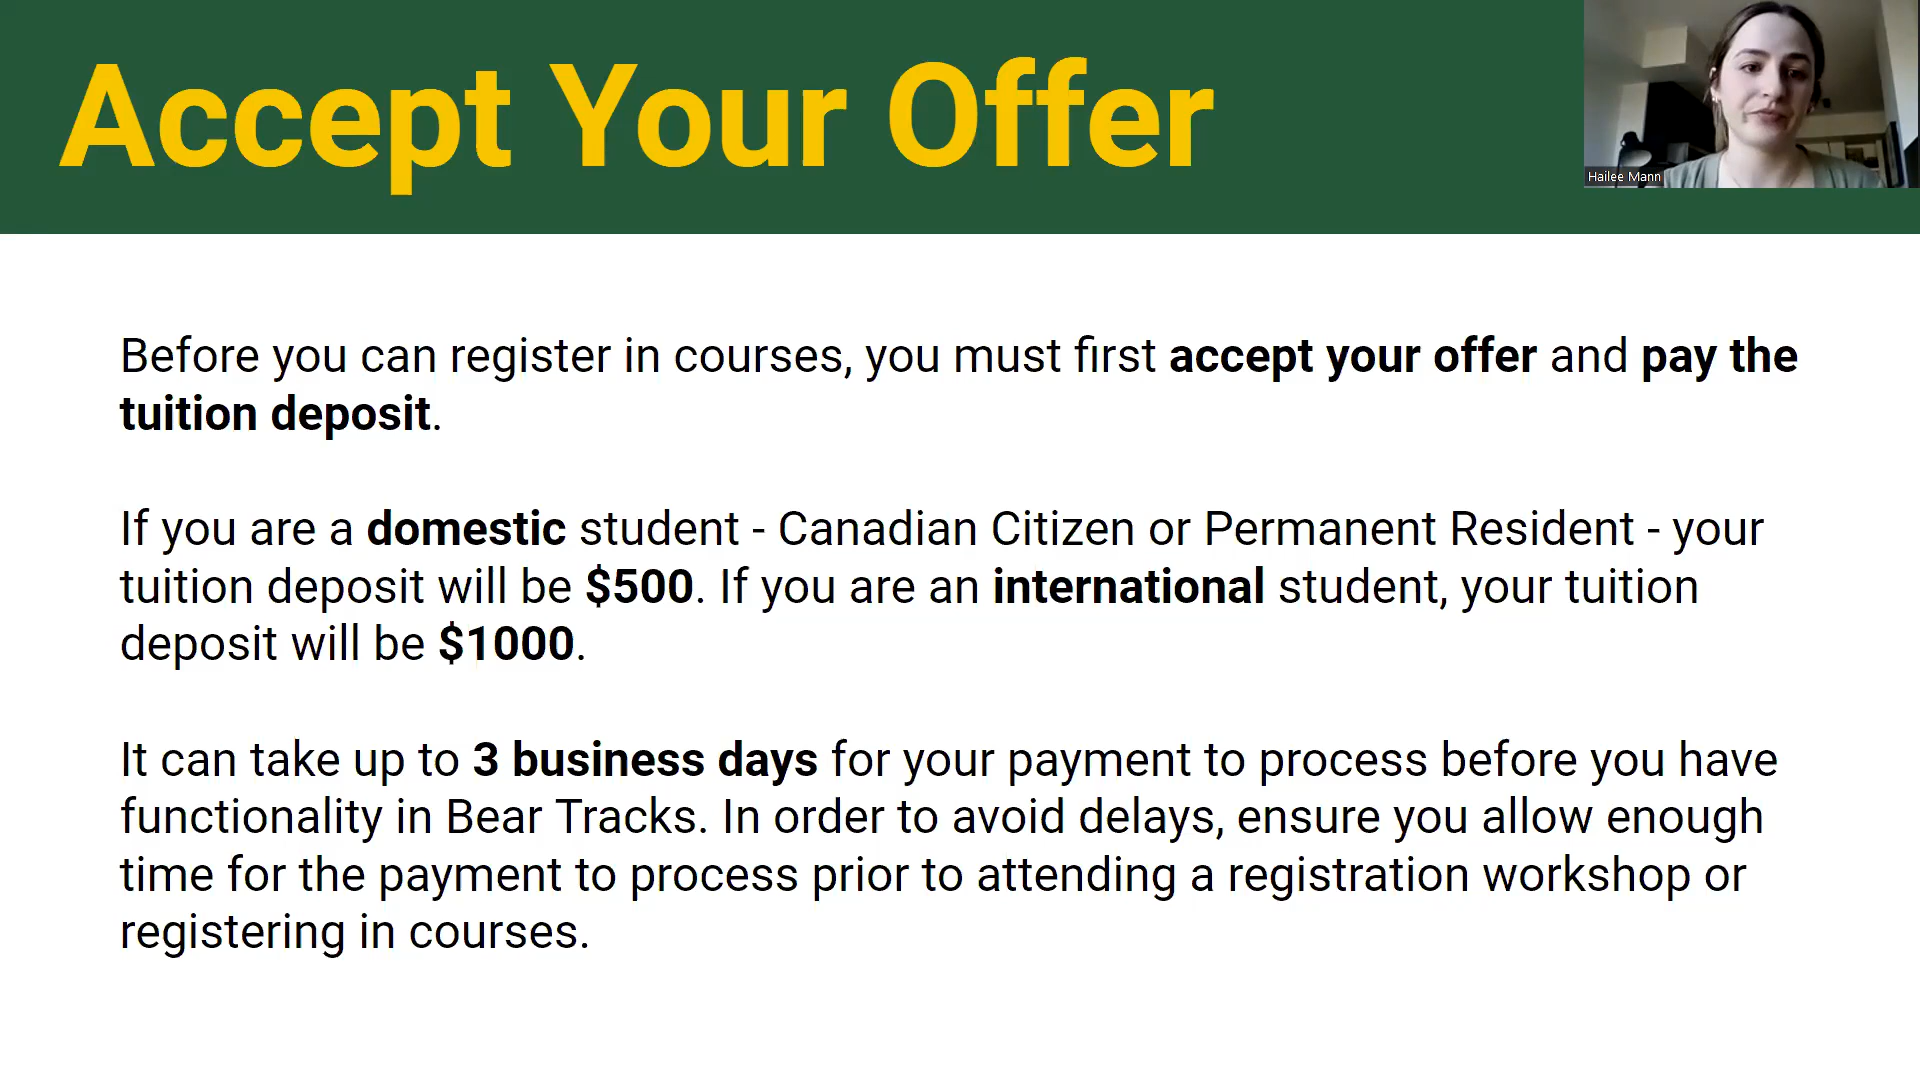 Accept Your Offer
Hailee Mann
Before you can register in courses, you must first accept your offer and pay the
tuition deposit.
If you are a domestic student - Canadian Citizen or Permanent Resident - your
tuition deposit will be $500. If you are an international student, your tuition
deposit will be $1000.
It can take up to 3 business days for your payment to process before you have
functionality in Bear Tracks. In order to avoid delays, ensure you allow enough
time for the payment to process prior to attending a registration workshop or
registering in courses.